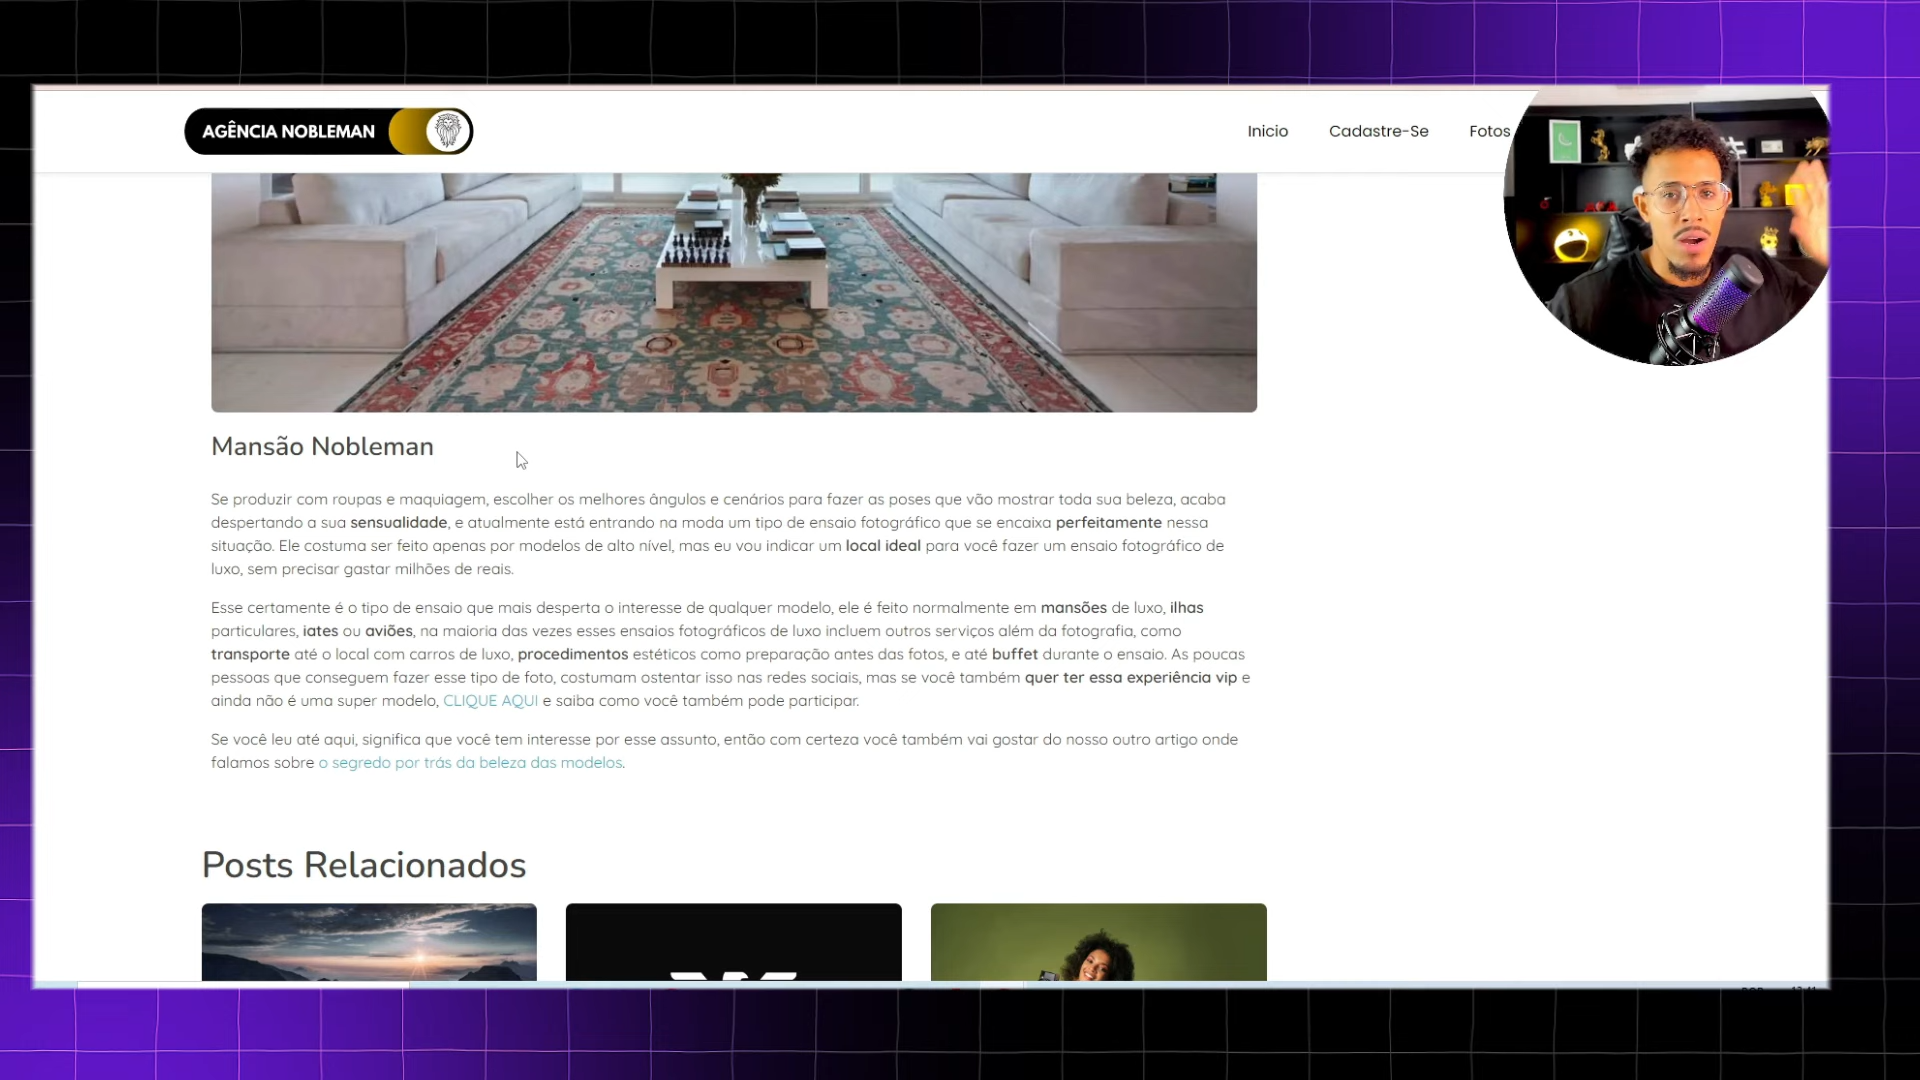 AGÊNCIA NOBLEMAN
Inicio
Cadastre-Se
Fotos
Mansão Nobleman
Se produzir com roupas e maquiagem, escolher os melhores ângulos e cenários para fazer as poses que vão mostrar toda sua beleza, acaba
despertando a sua sensualidade, e atualmente está entrando na moda um tipo de ensaio fotográfico que se encaixa perfeitamente nessa
situação. Ele costuma ser feito apenas por modelos de alto nível, mas eu vou indicar um local ideal para você fazer um ensaio fotográfico de
luxo, sem precisar gastar milhões de reais.
Esse certamente é o tipo de ensaio que mais desperta o interesse de qualquer modelo, ele é feito normalmente em mansões de luxo, ilhas
particulares, iates ou aviões, na maioria das vezes esses ensaios fotográficos de luxo incluem outros serviços além da fotografia, como
transporte até o local com carros de luxo, procedimentos estéticos como preparação antes das fotos, e até buffet durante o ensaio. As poucas
pessoas que conseguem fazer esse tipo de foto, costumam ostentar isso nas redes sociais, mas se você também quer ter essa experiência vip e
ainda não é uma super modelo, CLIQUE AQUI e saiba como você também pode participar.
Se você leu até aqui, significa que você tem interesse por esse assunto, então com certeza você também vai gostar do nosso outro artigo onde
falamos sobre o segredo por trás da beleza das modelos.
Posts Relacionados